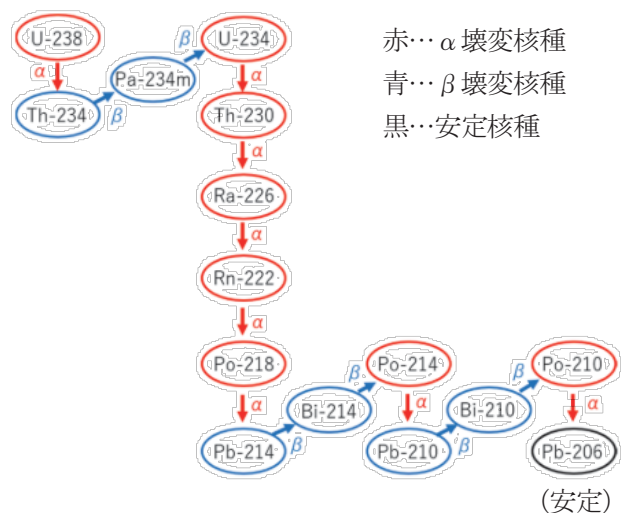 U-238
α
Th-234
β
Pa-234m
β
U-234
α
Th-230
α
Ra-226
α
Rn-222
α
Po-218
α
Pb-214
β
Bi-214
β
Po-214
α
Pb-210
β
Bi-210
β
Po-210
α
Pb-206
(安定)
赤…α壊変核種
青…β壊変核種
黒…安定核種